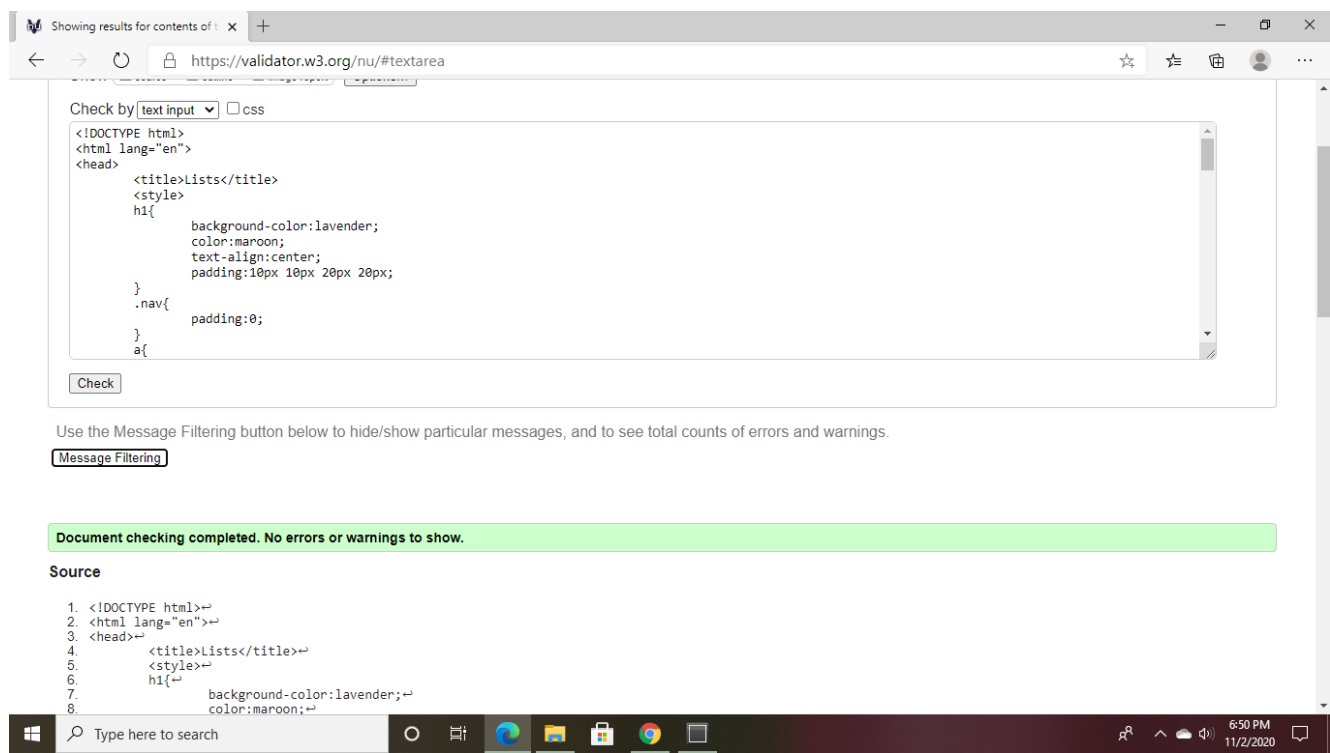 Showing results for contents of t
https://validator.w3.org/nu/#textarea
Check by text input css
<!DOCTYPE html>
<html lang="en">
<head>
<title>Lists</title>
<style>
h1{
background-color:lavender;
color:maroon;
text-align:center;
padding:10px 10px 20px 20px;
}
.nav{
padding:0;
}
a{
Check
Use the Message Filtering button below to hide/show particular messages, and to see total counts of errors and warnings.
Message Filtering
Document checking completed. No errors or warnings to show.
Source
1. <!DOCTYPE html>↩
2. <html lang="en">↩
3. <head>↩
4. <title>Lists</title>↩
5. <style>↩
6. h1{↩
7. background-color:lavender;↩
8. color:maroon;↩
Type here to search
6:50 PM
11/2/2020